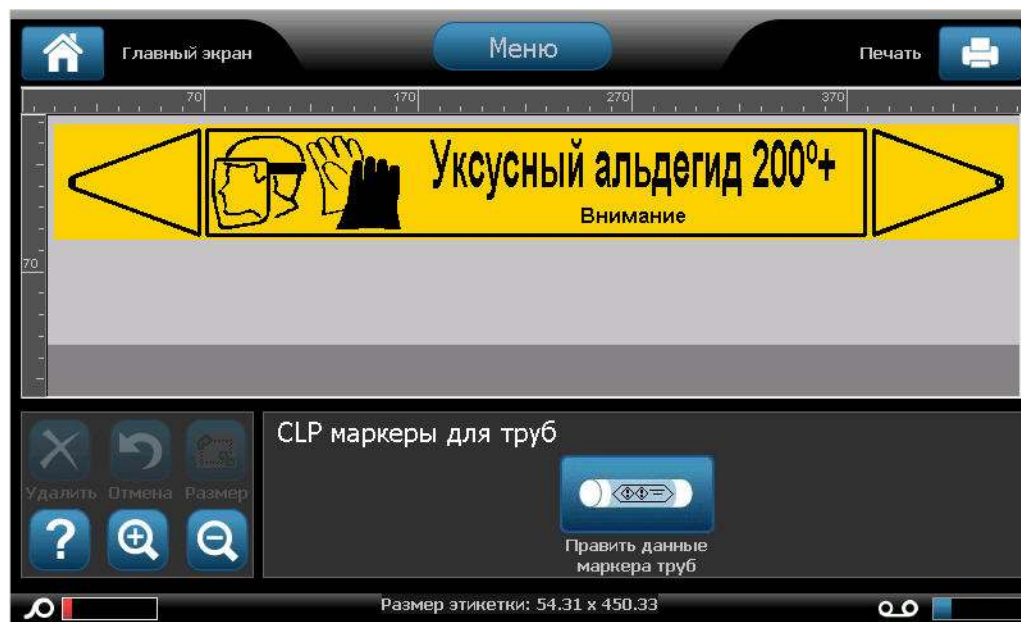 Главный экран
Меню
Печать
70 170 270 370
Уксусный альдегид 200º+
Внимание
70
CLP маркеры для труб
Удалить Отмена Размер
?
Править данные
маркера труб
Размер этикетки: 54.31 x 450.33